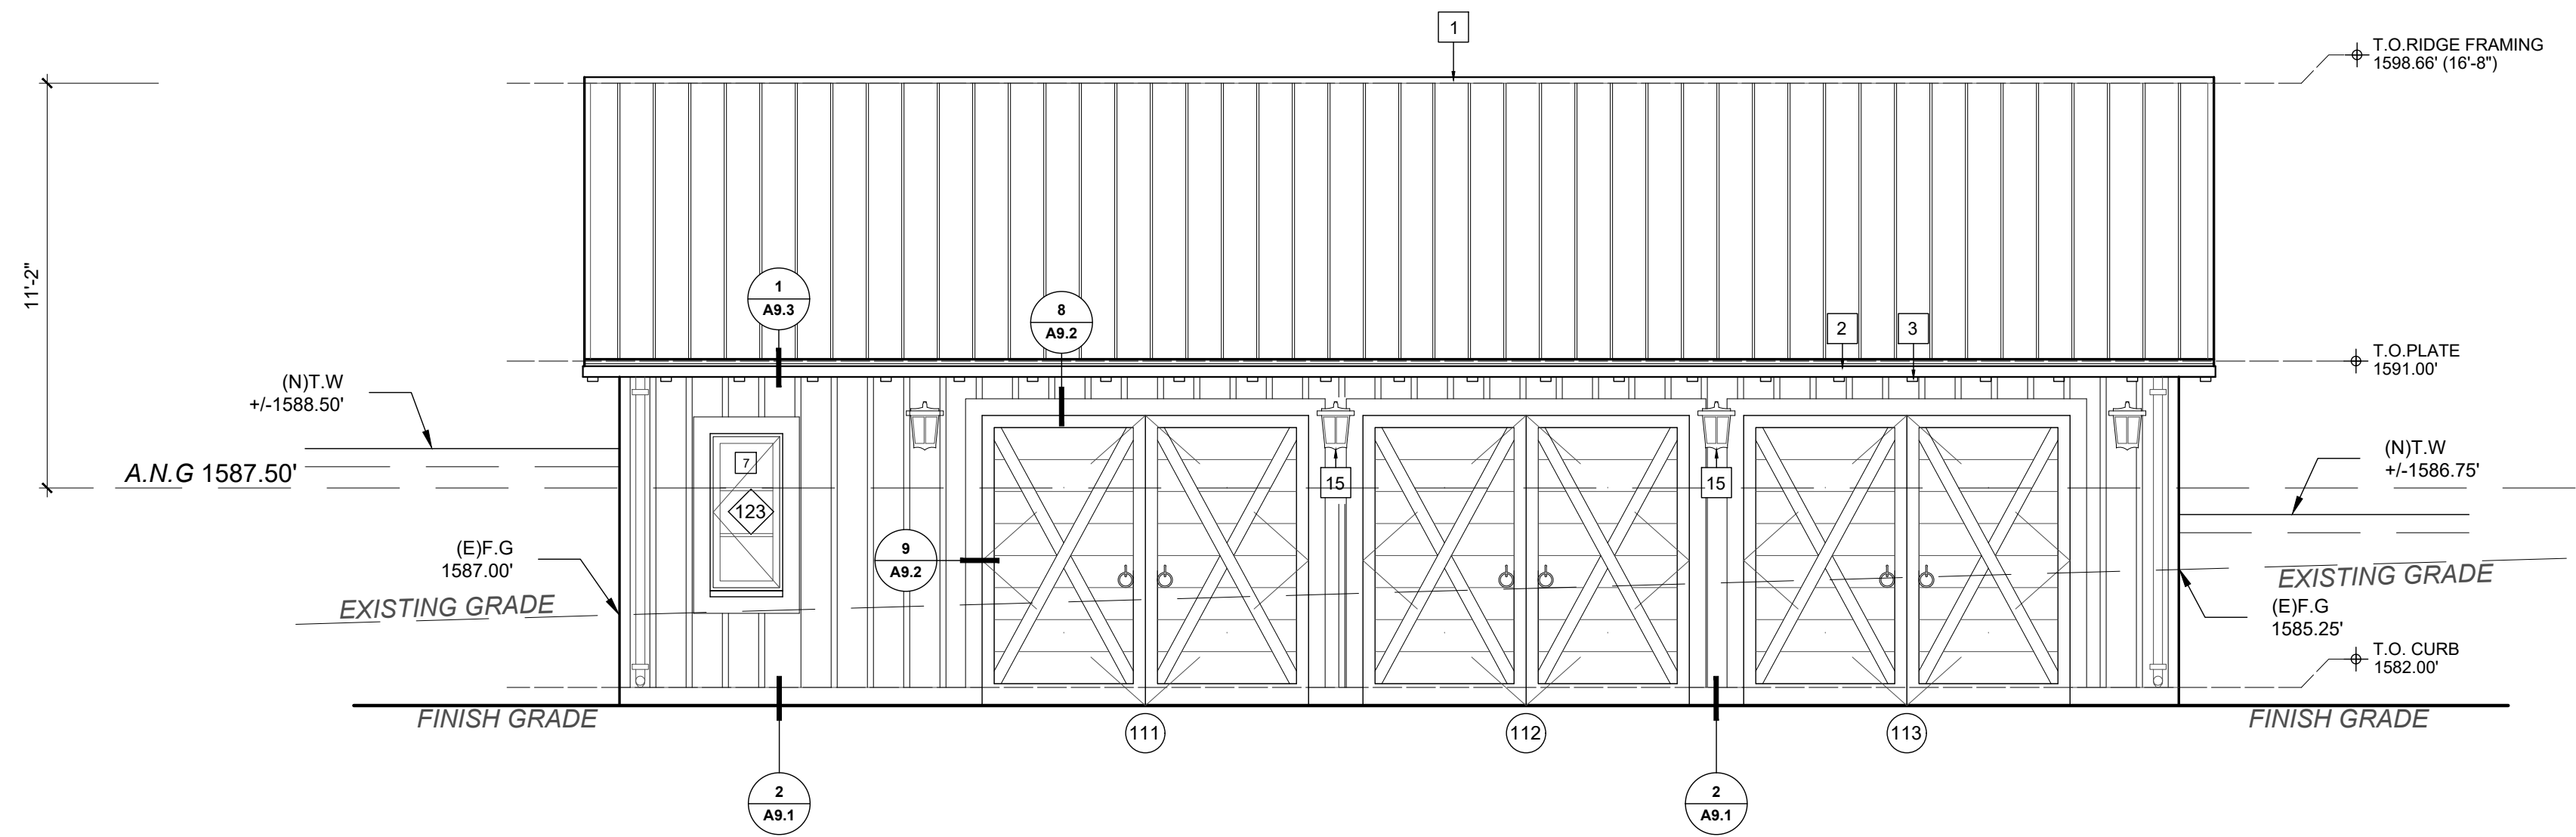 1
T.O.RIDGE FRAMING
1598.66' (16'-8")
11'-2"
1
A9.3
8
A9.2
2
3
T.O.PLATE
1591.00'
(N)T.W
+/-1588.50'
A.N.G 1587.50'
7
123
15
15
(N)T.W
+/-1586.75'
9
A9.2
(E)F.G
1587.00'
EXISTING GRADE
EXISTING GRADE
(E)F.G
1585.25'
T.O. CURB
1582.00'
FINISH GRADE
FINISH GRADE
111
112
113
2
A9.1
2
A9.1